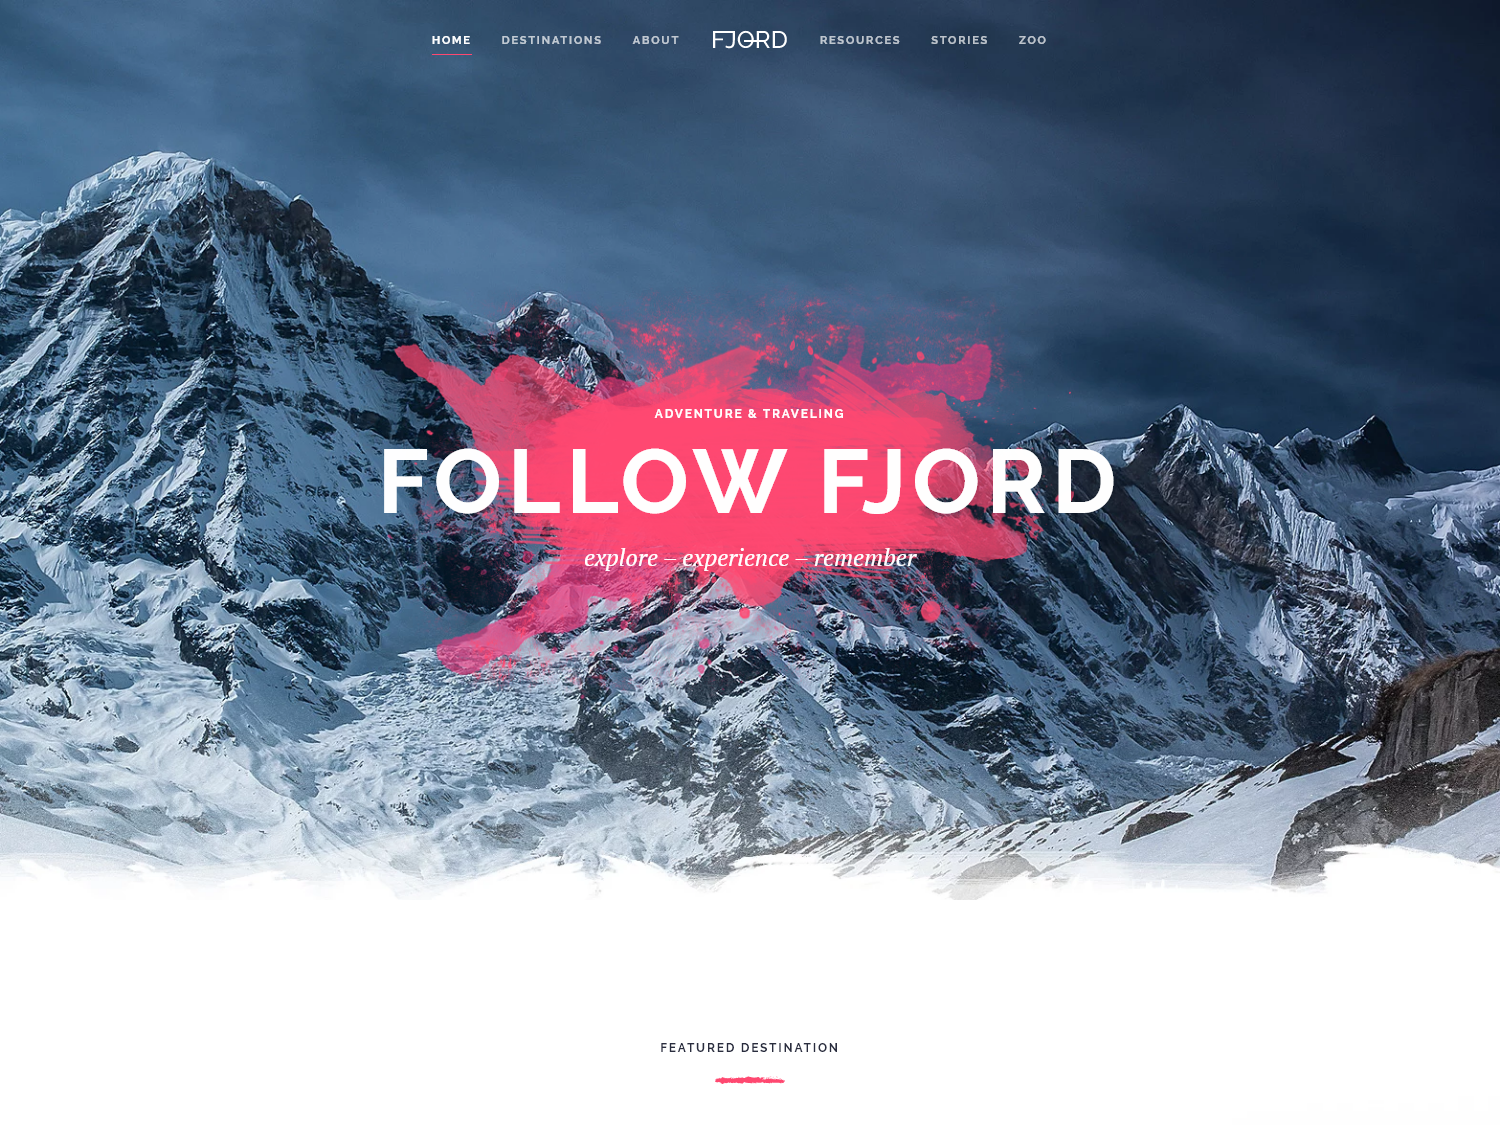 HOME DESTINATIONS ABOUT FJORD RESOURCES STORIES ZOO
ADVENTURE & TRAVELING
FOLLOW FJORD
explore – experience – remember
FEATURED DESTINATION